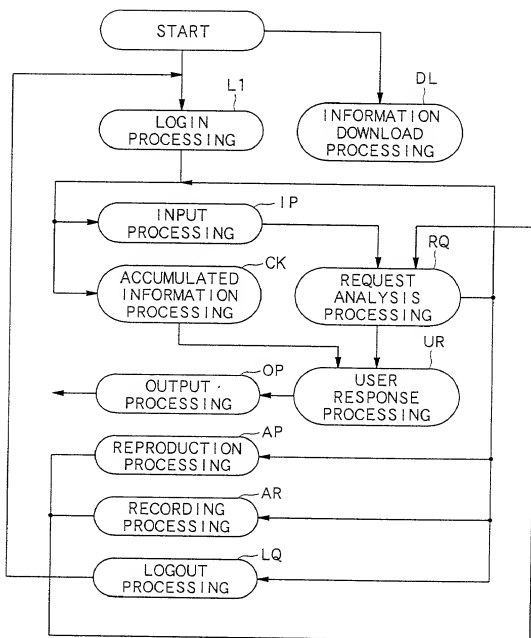 START
L1
DL
LOGIN
PROCESSING
INFORMATION
DOWNLOAD
PROCESSING
IP
INPUT
PROCESSING
RQ
CK
ACCUMULATED
INFORMATION
PROCESSING
REQUEST
ANALYSIS
PROCESSING
UR
OP
OUTPUT
PROCESSING
USER
RESPONSE
PROCESSING
AP
REPRODUCTION
PROCESSING
AR
RECORDING
PROCESSING
LQ
LOGOUT
PROCESSING